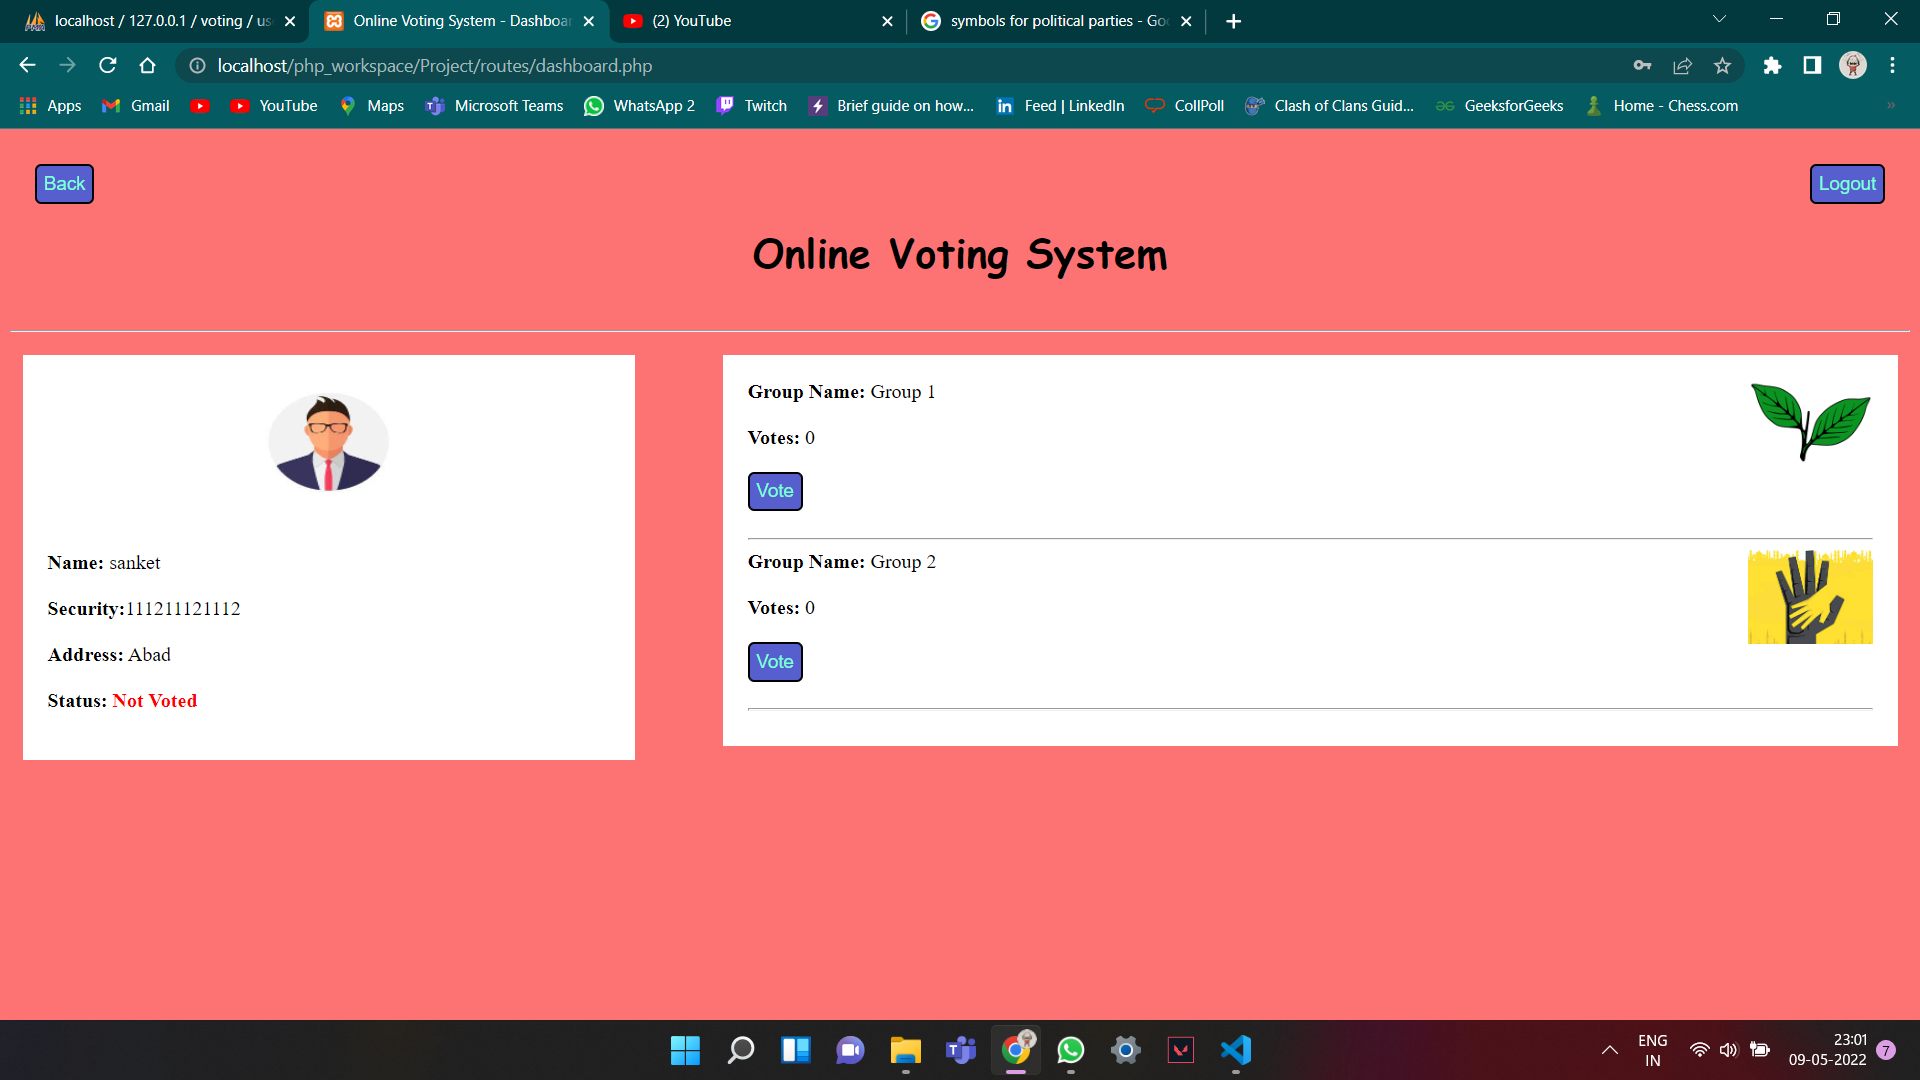 localhost / 127.0.0.1 / voting / us
Online Voting System - Dashboar
(2) YouTube
symbols for political parties - Goo
localhost/php_workspace/Project/routes/dashboard.php
Apps
Gmail
YouTube
Maps
Microsoft Teams
WhatsApp 2
Twitch
Brief guide on how...
Feed | LinkedIn
CollPoll
Clash of Clans Guid...
GeeksforGeeks
Home - Chess.com
Back
Logout
Online Voting System
Name: sanket
Security:111211121112
Address: Abad
Status: Not Voted
Group Name: Group 1
Votes: 0
Vote
Group Name: Group 2
Votes: 0
Vote
ENG
IN
23:01
09-05-2022
7